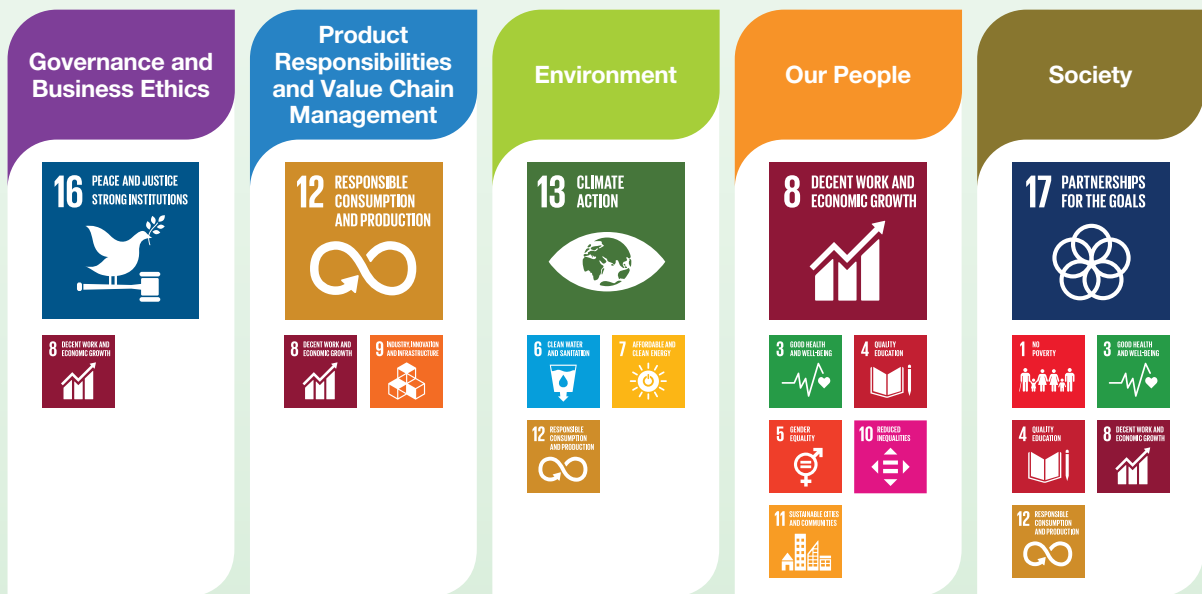 Governance and
Business Ethics
16 PEACE AND JUSTICE
STRONG INSTITUTIONS
8 DECENT WORK AND
ECONOMIC GROWTH
Product
Responsibilities
and Value Chain
Management
12 RESPONSIBLE
CONSUMPTION
AND PRODUCTION
8 DECENT WORK AND
ECONOMIC GROWTH
9 INDUSTRY, INNOVATION
AND INFRASTRUCTURE
Environment
13 CLIMATE
ACTION
6 CLEAN WATER
AND SANITATION
7 AFFORDABLE AND
CLEAN ENERGY
12 RESPONSIBLE
CONSUMPTION
AND PRODUCTION
Our People
8 DECENT WORK AND
ECONOMIC GROWTH
3 GOOD HEALTH
AND WELL-BEING
4 QUALITY
EDUCATION
5 GENDER
EQUALITY
10 REDUCED
INEQUALITIES
11 SUSTAINABLE CITIES
AND COMMUNITIES
Society
17 PARTNERSHIPS
FOR THE GOALS
1 NO
POVERTY
3 GOOD HEALTH
AND WELL-BEING
4 QUALITY
EDUCATION
8 DECENT WORK AND
ECONOMIC GROWTH
12 RESPONSIBLE
CONSUMPTION
AND PRODUCTION